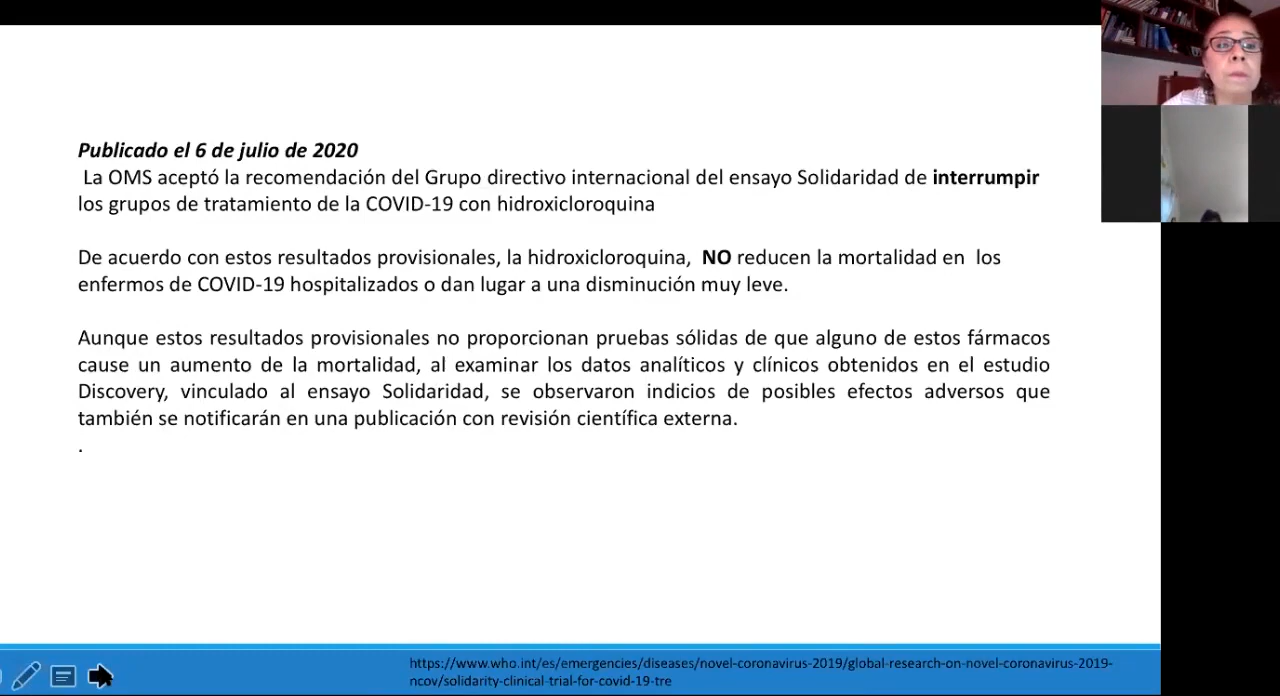 Publicado el 6 de julio de 2020
La OMS aceptó la recomendación del Grupo directivo internacional del ensayo Solidaridad de interrumpir
los grupos de tratamiento de la COVID-19 con hidroxicloroquina
De acuerdo con estos resultados provisionales, la hidroxicloroquina, NO reducen la mortalidad en los
enfermos de COVID-19 hospitalizados o dan lugar a una disminución muy leve.
Aunque estos resultados provisionales no proporcionan pruebas sólidas de que alguno de estos fármacos
cause un aumento de la mortalidad, al examinar los datos analíticos y clínicos obtenidos en el estudio
Discovery, vinculado al ensayo Solidaridad, se observaron indicios de posibles efectos adversos que
también se notificarán en una publicación con revisión científica externa.
.
https://www.who.int/es/emergencies/diseases/novel-coronavirus-2019/global-research-on-novel-coronavirus-2019-
ncov/solidarity-clinical-trial-for-covid-19-tre